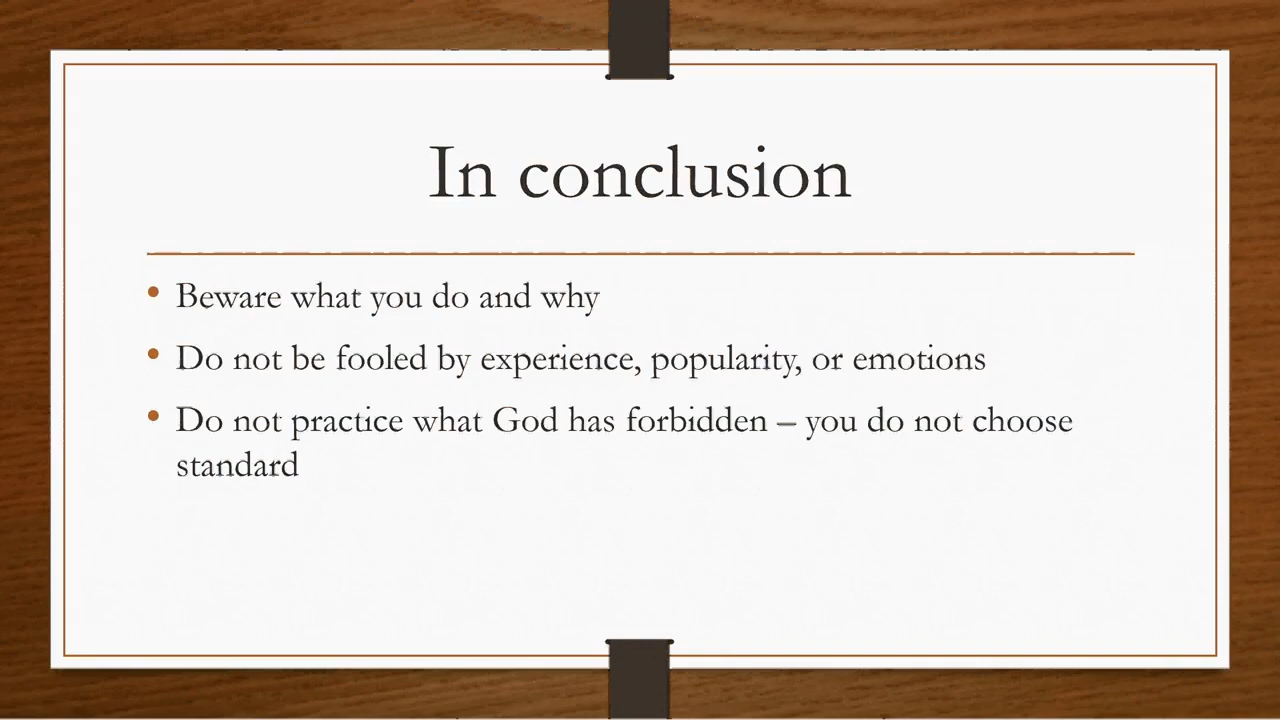 In conclusion
• Beware what you do and why
• Do not be fooled by experience, popularity, or emotions
• Do not practice what God has forbidden – you do not choose
standard